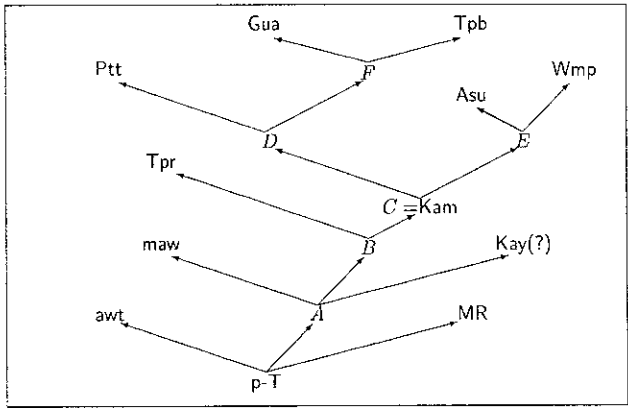 Gua Tpb
F
Ptt Wmp
Asu
D E
Tpr
C =Kam
B
maw Kay(?)
A
awt MR
p-T